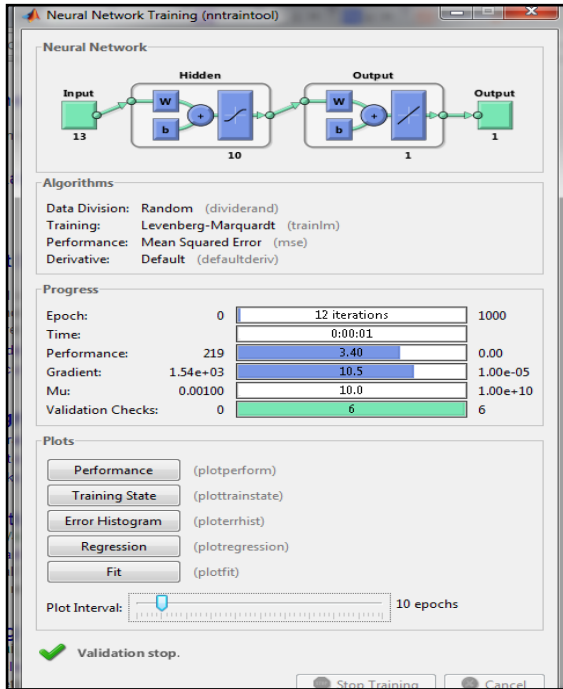 Neural Network Training (nntraintool)
Neural Network
Hidden Output
Input Output
W W
b b
+ +
13 1
10 1
Algorithms
Data Division: Random (dividerand)
Training: Levenberg-Marquardt (trainlm)
Performance: Mean Squared Error (mse)
Derivative: Default (defaultderiv)
Progress
Epoch: 0 12 iterations 1000
Time: 0:00:01
Performance: 219 3.40 0.00
Gradient: 1.54e+03 10.5 1.00e-05
Mu: 0.00100 10.0 1.00e+10
Validation Checks: 0 6 6
Plots
Performance (plotperform)
Training State (plottrainstate)
Error Histogram (ploterrhist)
Regression (plotregression)
Fit (plotfit)
Plot Interval: 10 epochs
Validation stop.
Stop Training Cancel